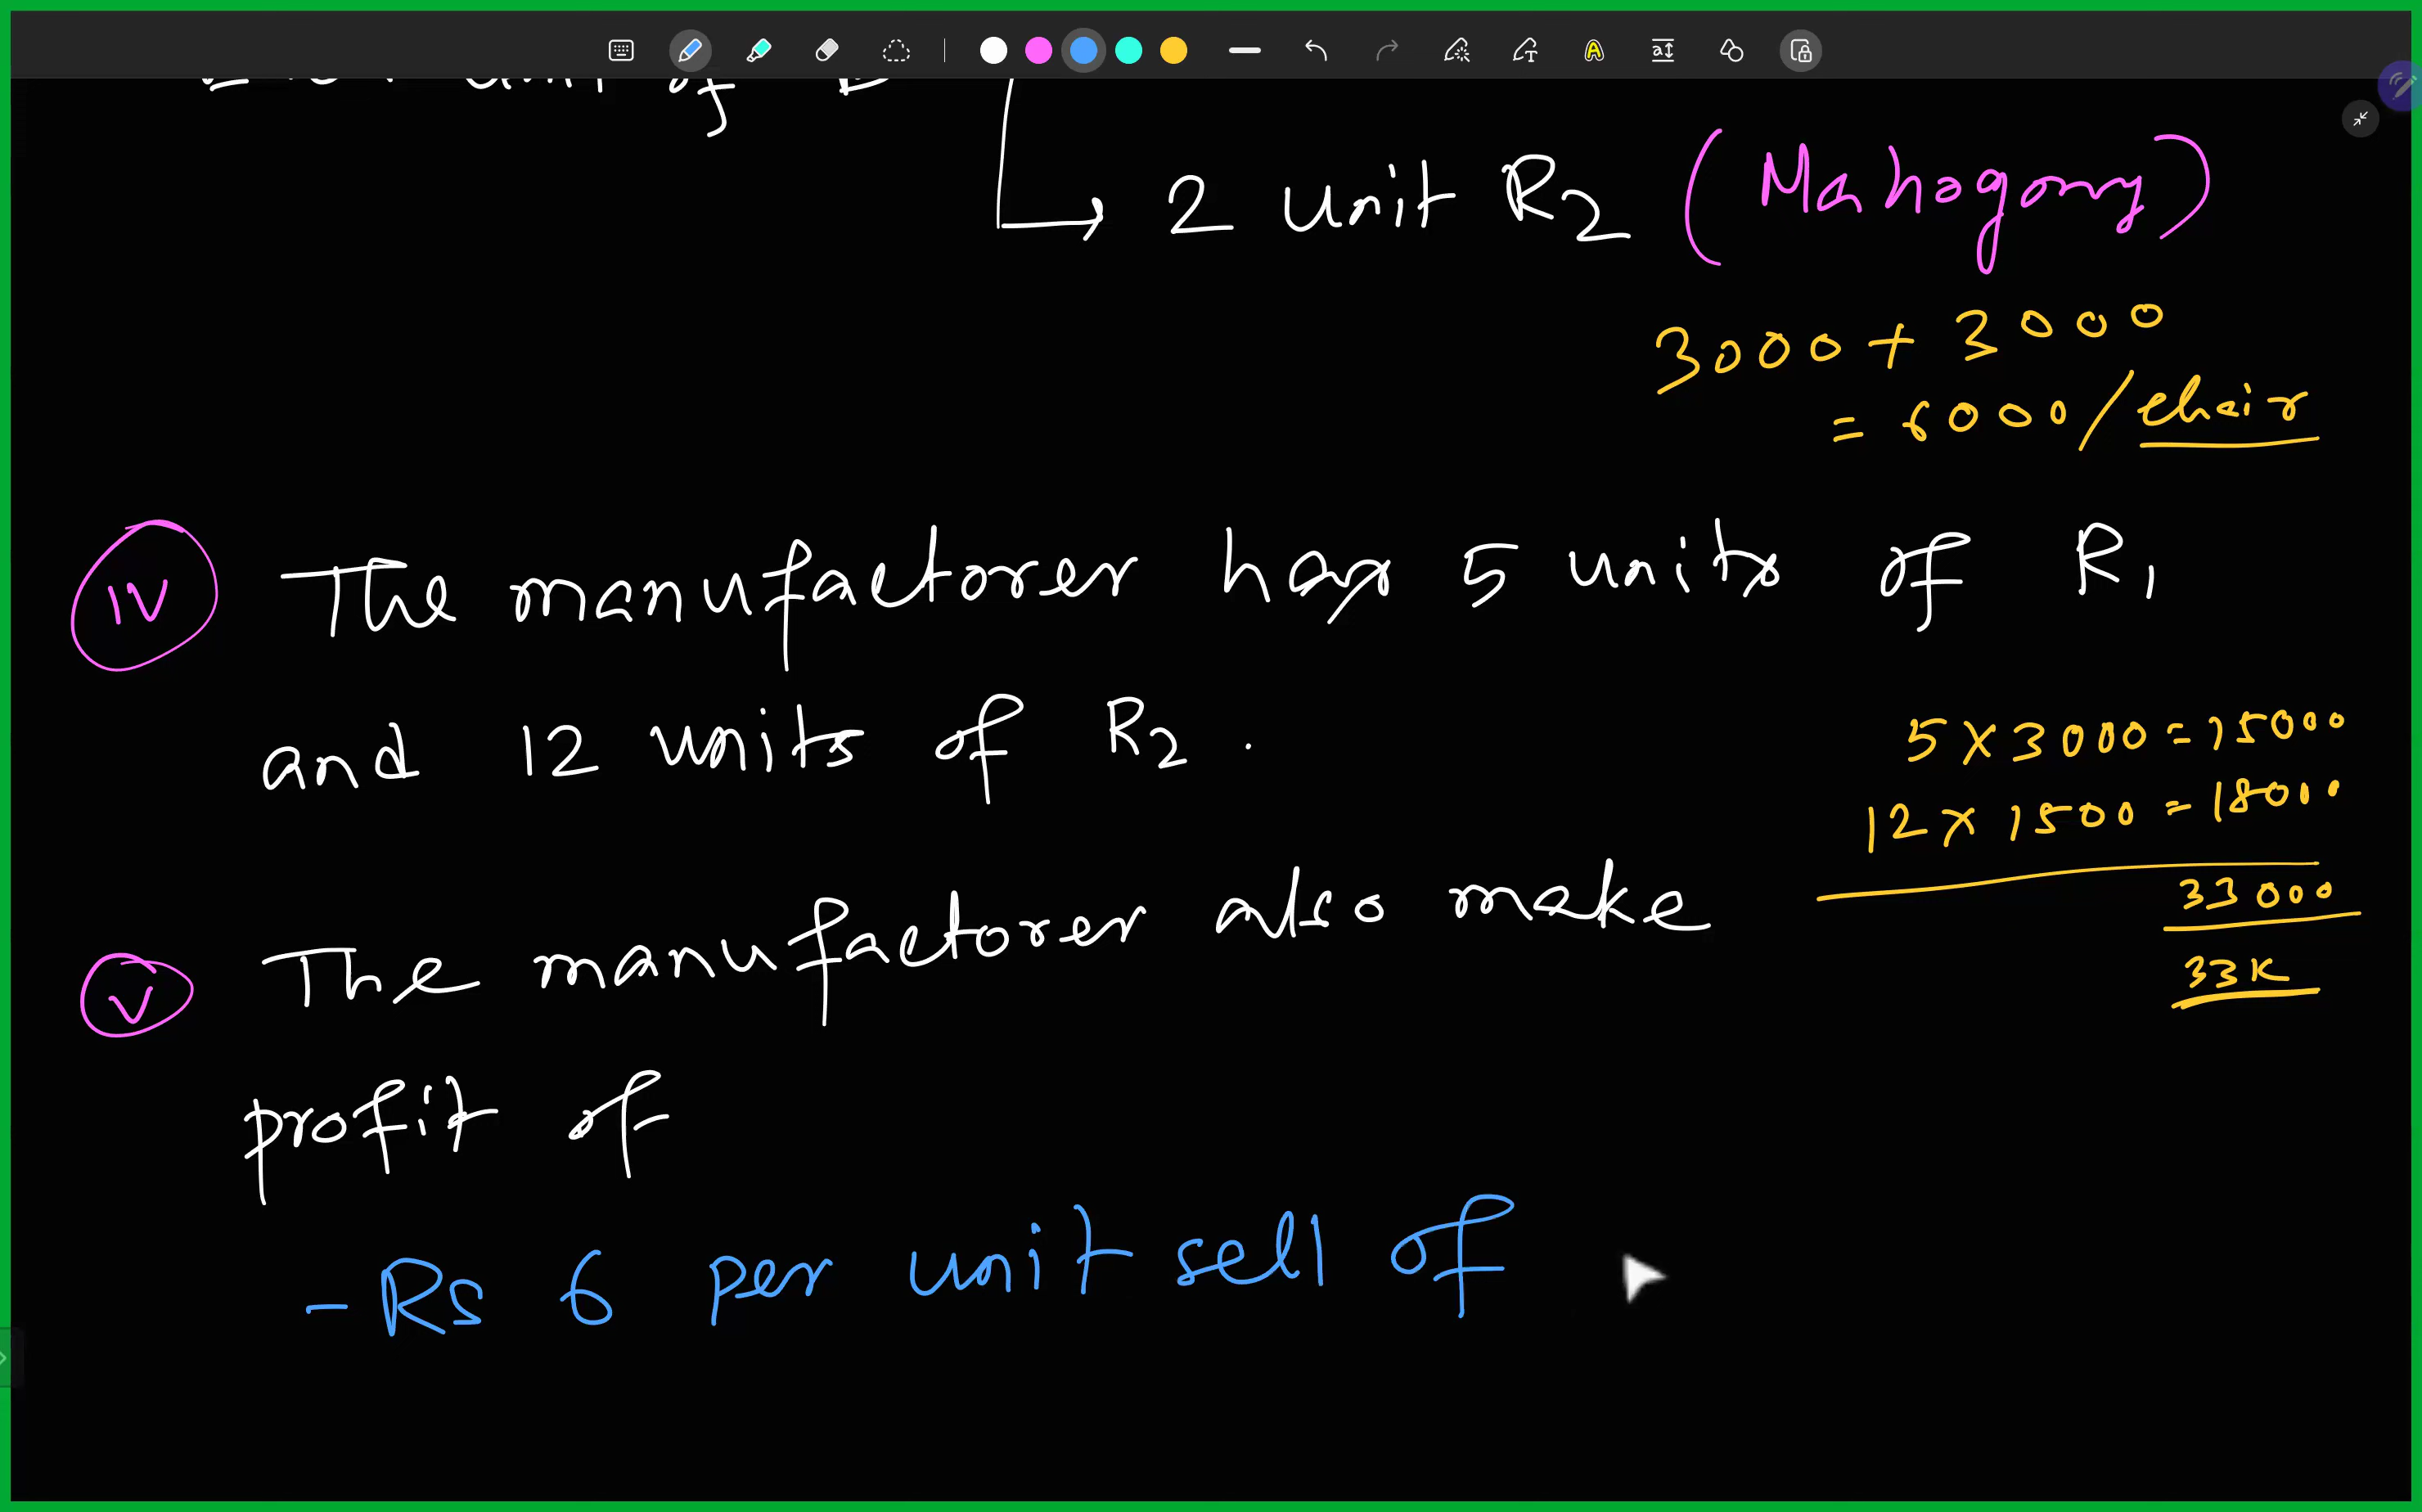 of
2 unit R2 (Mahogony)
3000 + 3000
= 6000/chair
IV The manufactorer has 5 units of R1
and 12 units of R2.
5 × 3000 = 15000
12 × 1500 = 18000
33000
33K
V The manufactorer also make
profit of
- Rs 6 per unit sell of